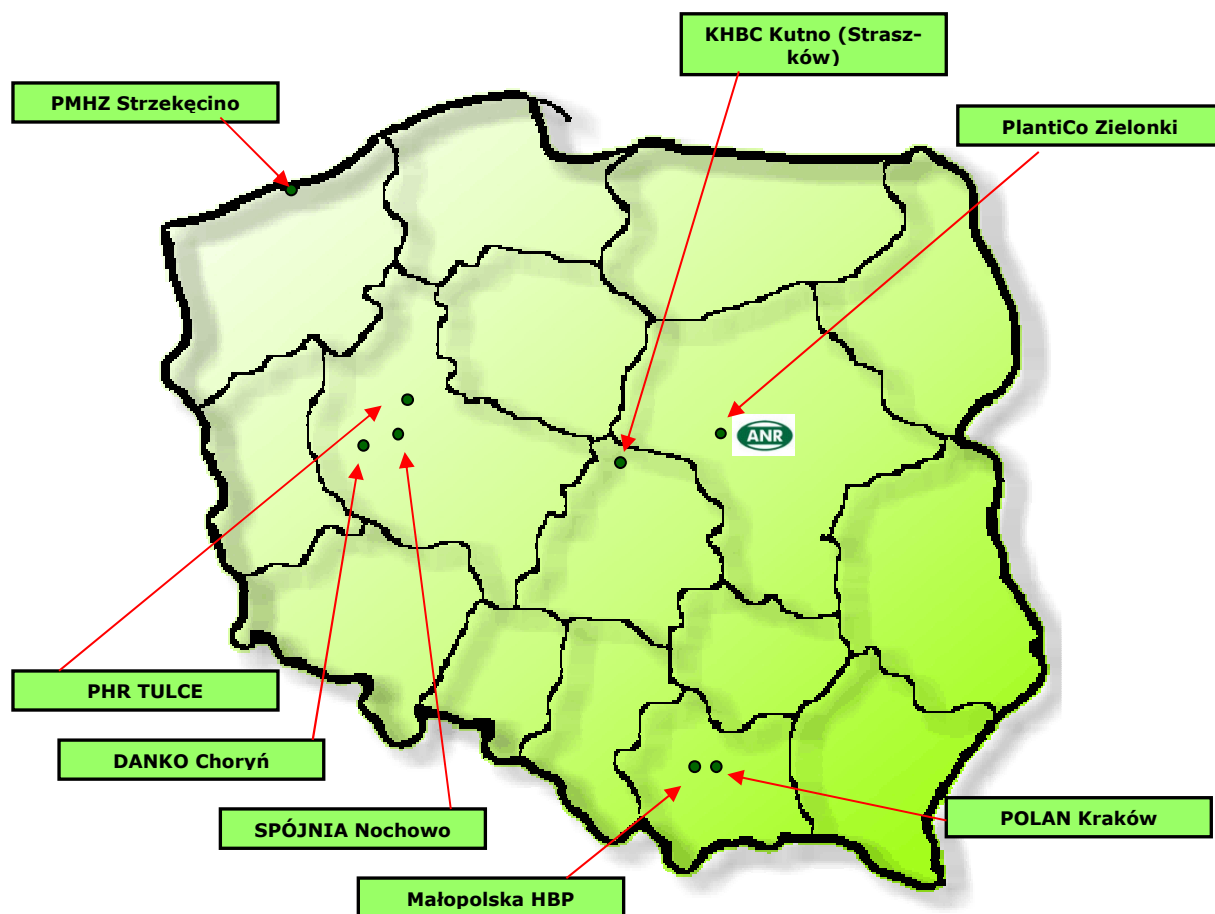 KHBC Kutno (Strasz-
ków)
PMHZ Strzekęcino
PlantiCo Zielonki
ANR
PHR TULCE
DANKO Choryń
SPÓJNIA Nochowo
POLAN Kraków
Małopolska HBP